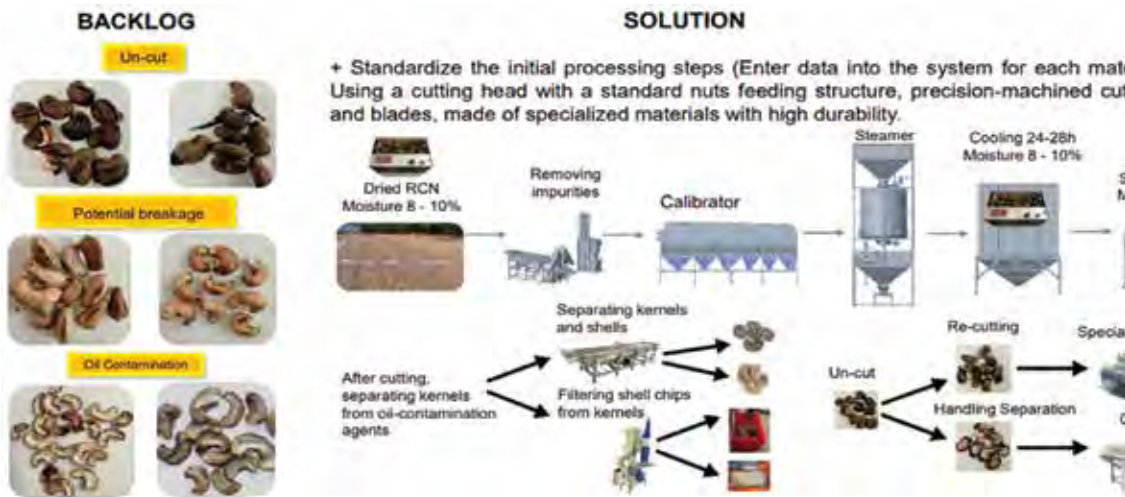 BACKLOG
Un-cut
Potential breakage
Oil Contamination
SOLUTION
+ Standardize the initial processing steps (Enter data into the system for each mate
Using a cutting head with a standard nuts feeding structure, precision-machined cut
and blades, made of specialized materials with high durability.
Dried RCN
Moisture 8 - 10%
Removing
impurities
Calibrator
Steamer
Cooling 24-28h
Moisture 8 - 10%
S
M
After cutting,
separating kernels
from oil-contamination
agents
Separating kernels
and shells
Filtering shell chips
from kernels
Un-cut
Re-cutting
Handling Separation
Specia